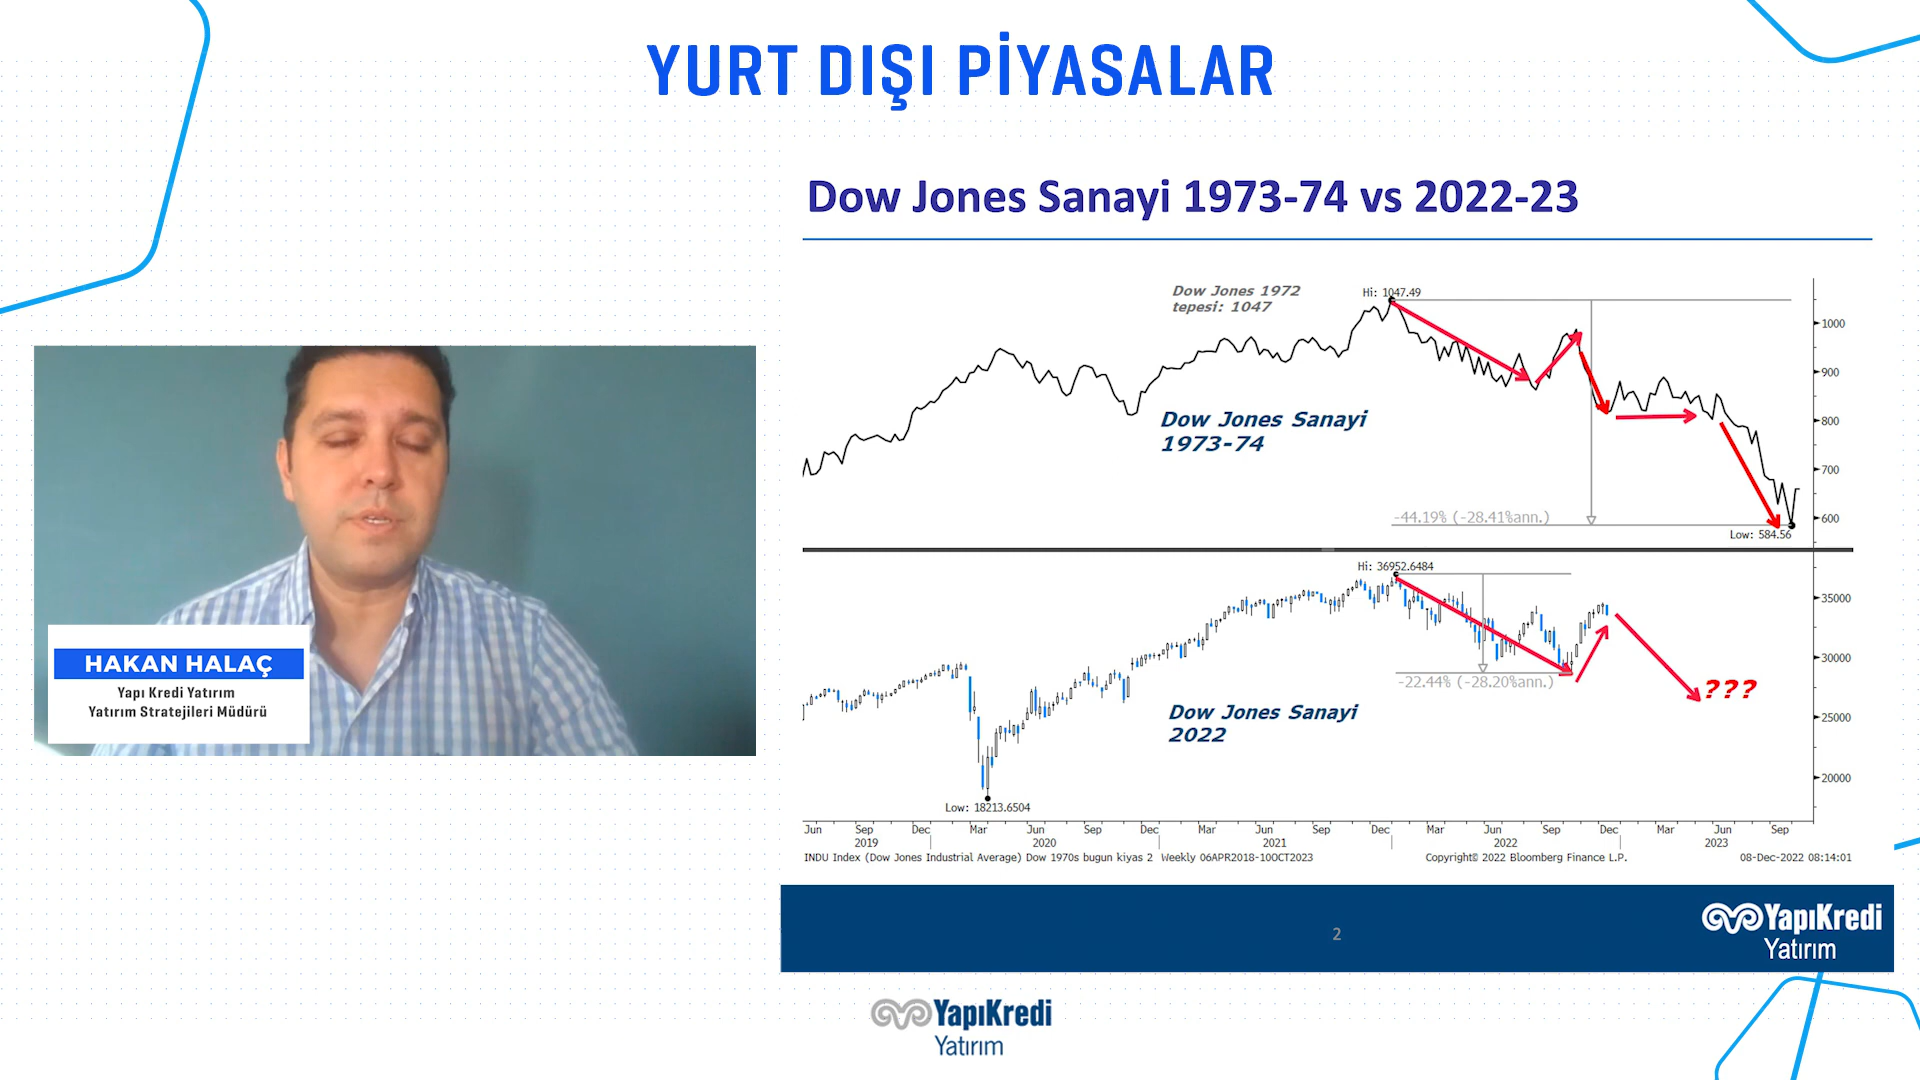 YURT DIŞI PİYASALAR
Dow Jones Sanayi 1973-74 vs 2022-23
Dow Jones 1972
tepesi: 1047
Hi: 1047.49
1000
900
800
700
600
Dow Jones Sanayi
1973-74
-44.19% (-28.41%ann.)
Low: 584.56
Hi: 36952.6484
35000
30000
25000
20000
-22.44% (-28.20%ann.)
???
Dow Jones Sanayi
2022
Low: 18213.6504
Jun Sep Dec Mar Jun Sep Dec Mar Jun Sep Dec Mar Jun Sep Dec Mar Jun Sep
2019 2020 2021 2022 2023
INDU Index (Dow Jones Industrial Average) Dow 1970s bugun kiyas 2 Weekly 06APR2018-10OCT2023 Copyright© 2022 Bloomberg Finance L.P. 08-Dec-2022 08:14:01
HAKAN HALAÇ
Yapı Kredi Yatırım
Yatırım Stratejileri Müdürü
2
YapıKredi
Yatırım
YapıKredi
Yatırım